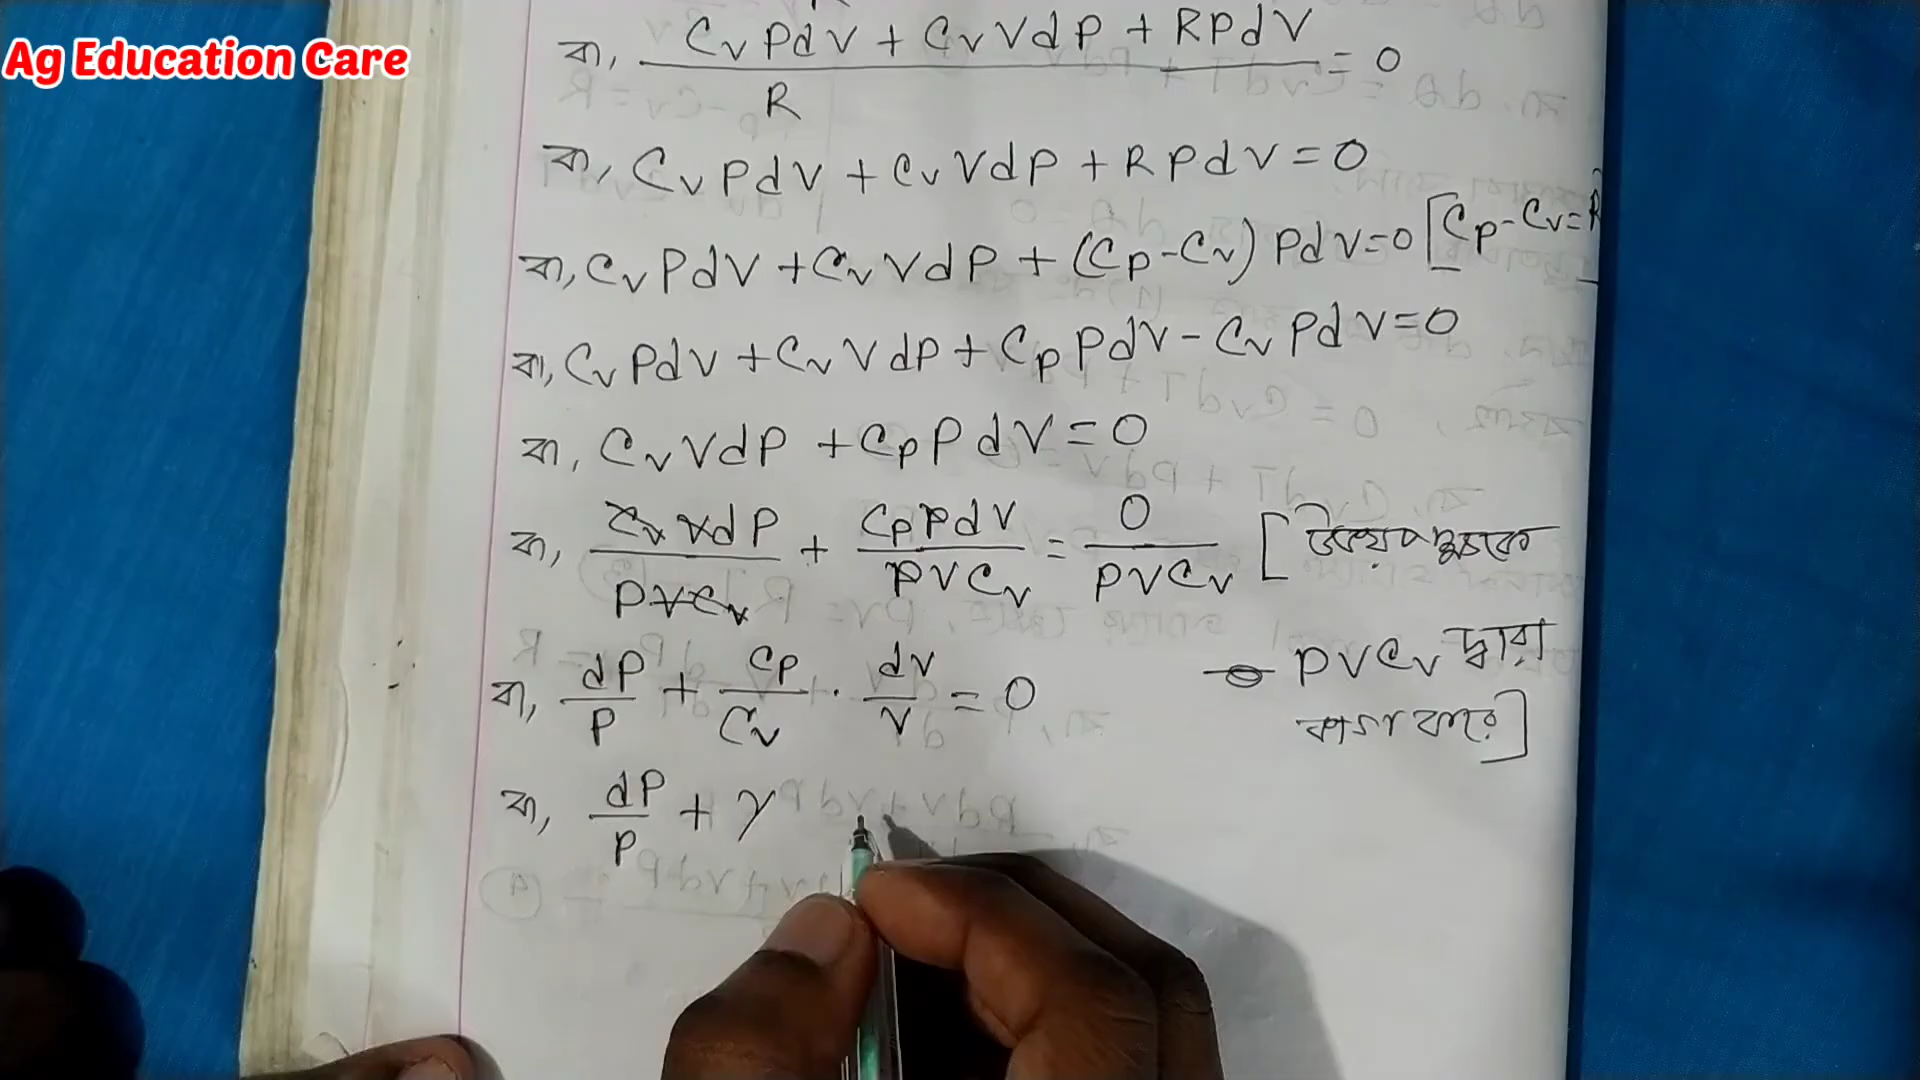 Ag Education Care
বা, CvPdV + CvVdP + RPdV / R = 0
বা, CvPdV + CvVdP + RPdV = 0
বা, CvPdV + CvVdP + (Cp-Cv) PdV=0 [Cp-Cv=R]
বা, CvPdV + CvVdP + CpPdV - CvPdV=0
বা, CvVdP + CpPdV = 0
বা, CvVdP / PVCv + CpPdV / PVCv = 0 / PVCv [উভয়পক্ষকে
PVCv দ্বারা
ভাগ করে]
বা, dP / P + Cp / Cv · dV / V = 0
বা, dP / P + γ